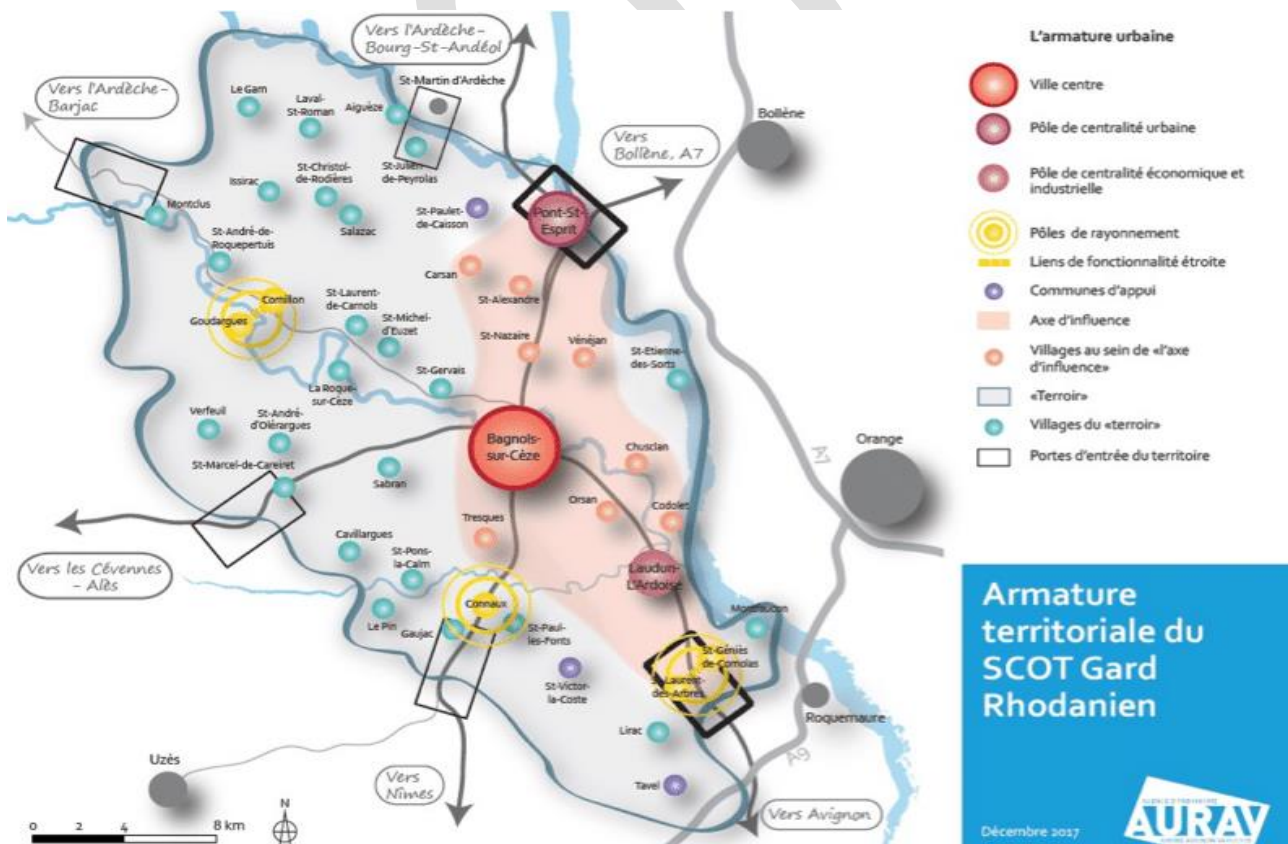 Vers l'Ardèche-
Bourg-St-Andéol
Vers l'Ardèche-
Barjac
Le Garn
Laval-
St-Roman
Aiguèze
St-Martin d'Ardèche
St-Julien-
de-Peyrolas
Bollène
Vers
Bollène, A7
Issirac
St-Christol-
de-Rodières
Salazac
Montclus
St-Paulet-
de-Caisson
Pont-St-
Esprit
St-André-de-
Roquepertuis
Carsan
St-Alexandre
Cornillon
Goudargues
St-Laurent-
de-Carnols
St-Michel-
d'Euzet
St-Nazaire
Vénéjan
St-Etienne-
des-Sorts
La Roque-
sur-Cèze
St-Gervais
Verfeuil
St-André-
d'Olérargues
St-Marcel-de-Careiret
Sabran
Bagnols-
sur-Cèze
Chusclan
Orsan
Codolet
Orange
A7
Tresques
Cavillargues
St-Pons-
la-Calm
Laudun-
L'Ardoise
Vers les Cévennes
- Alès
Le Pin
Connaux
Gaujac
St-Paul-
les-Fonts
Montfaucon
St-Géniès
de-Comolas
St-Laurent-
des-Arbres
St-Victor-
la-Coste
Roquemaure
Lirac
Tavel
A9
Uzès
Vers
Nîmes
Vers Avignon
N
0 2 4 8 km
L'armature urbaine
Ville centre
Pôle de centralité urbaine
Pôle de centralité économique et
industrielle
Pôles de rayonnement
Liens de fonctionnalité étroite
Communes d'appui
Axe d'influence
Villages au sein de «l'axe
d'influence»
«Terroir»
Villages du «terroir»
Portes d'entrée du territoire
Armature
territoriale du
SCOT Gard
Rhodanien
Décembre 2017
AURAV